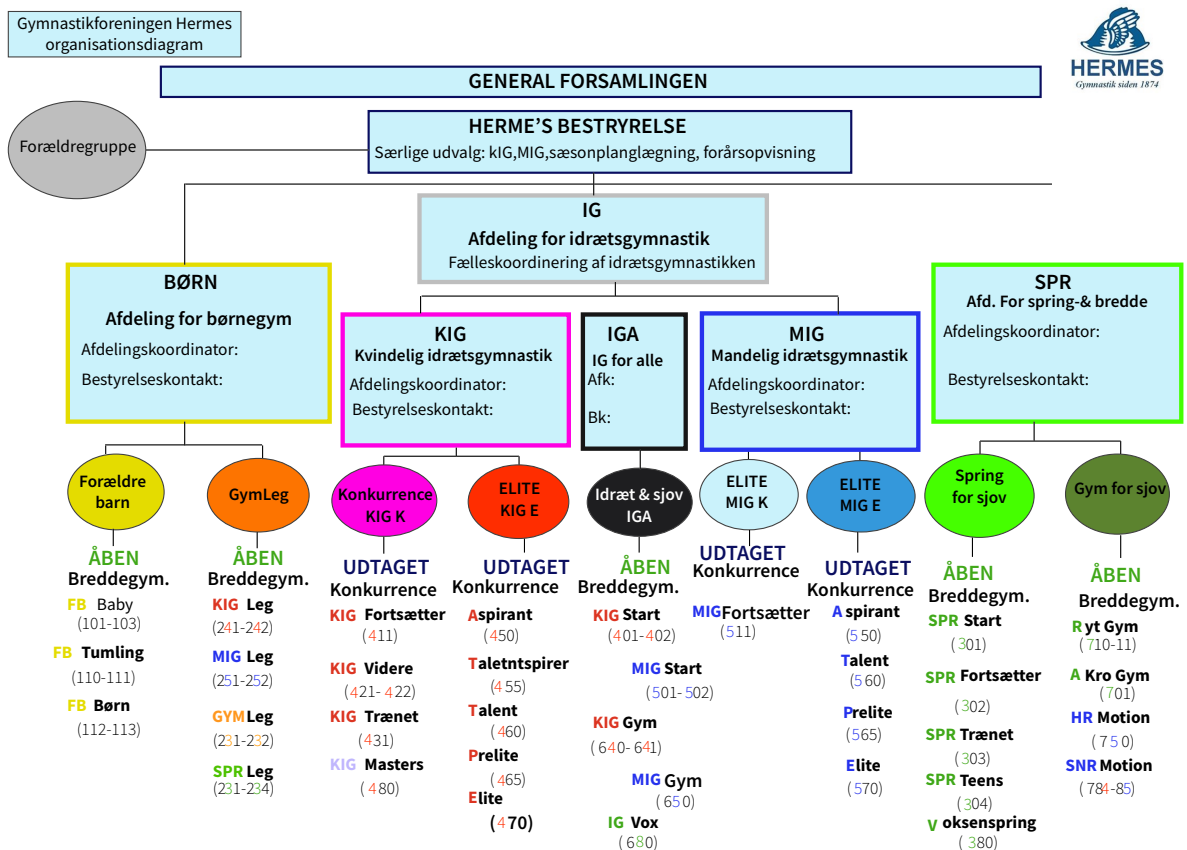 Gymnastikforeningen Hermes
organisationsdiagram
HERMES
Gymnastik siden 1874
GENERAL FORSAMLINGEN
Forældregruppe
HERME'S BESTRYRELSE
Særlige udvalg: kIG,MIG,sæsonplanglægning, forårsopvisning
IG
Afdeling for idrætsgymnastik
Fælleskoordinering af idrætsgymnastikken
BØRN
Afdeling for børnegym
Afdelingskoordinator:
Bestyrelseskontakt:
KIG
Kvindelig idrætsgymnastik
Afdelingskoordinator:
Bestyrelseskontakt:
IGA
IG for alle
Afk:
Bk:
MIG
Mandelig idrætsgymnastik
Afdelingskoordinator:
Bestyrelseskontakt:
SPR
Afd. For spring-& bredde
Afdelingskoordinator:
Bestyrelseskontakt:
Forældre
barn
ÅBEN
Breddegym.
FB Baby
(101-103)
FB Tumling
(110-111)
FB Børn
(112-113)
GymLeg
ÅBEN
Breddegym.
KIG Leg
(241-242)
MIG Leg
(251-252)
GYM Leg
(231-232)
SPR Leg
(231-234)
Konkurrence
KIG K
UDTAGET
Konkurrence
KIG Fortsætter
(411)
KIG Videre
(421- 422)
KIG Trænet
(431)
KIG Masters
(480)
ELITE
KIG E
UDTAGET
Konkurrence
Aspirant
(450)
Taletntspirer
(455)
Talent
(460)
Prelite
(465)
Elite
(470)
Idræt & sjov
IGA
ÅBEN
Breddegym.
KIG Start
(401-402)
MIG Start
(501-502)
KIG Gym
(640-641)
MIG Gym
(650)
IG Vox
(680)
ELITE
MIG K
UDTAGET
Konkurrence
MIG Fortsætter
(511)
ELITE
MIG E
UDTAGET
Konkurrence
A spirant
(550)
Talent
(560)
Prelite
(565)
Elite
(570)
Spring
for sjov
ÅBEN
Breddegym.
SPR Start
(301)
SPR Fortsætter
(302)
SPR Trænet
(303)
SPR Teens
(304)
V oksenspring
(380)
Gym for sjov
ÅBEN
Breddegym.
R yt Gym
(710-11)
A Kro Gym
(701)
HR Motion
(750)
SNR Motion
(784-85)